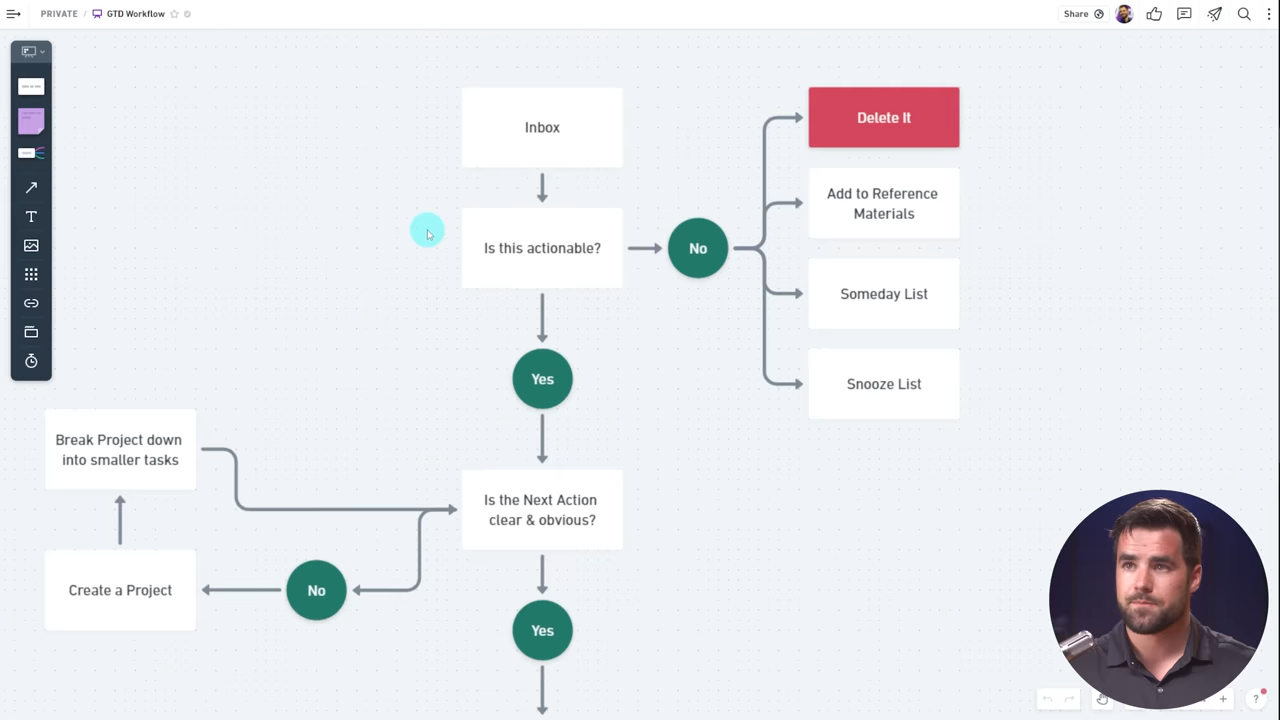 PRIVATE / GTD Workflow
Share
Inbox
Delete It
Add to Reference
Materials
Is this actionable?
No
Someday List
Snooze List
Yes
Break Project down
into smaller tasks
Is the Next Action
clear & obvious?
Create a Project
No
Yes
?